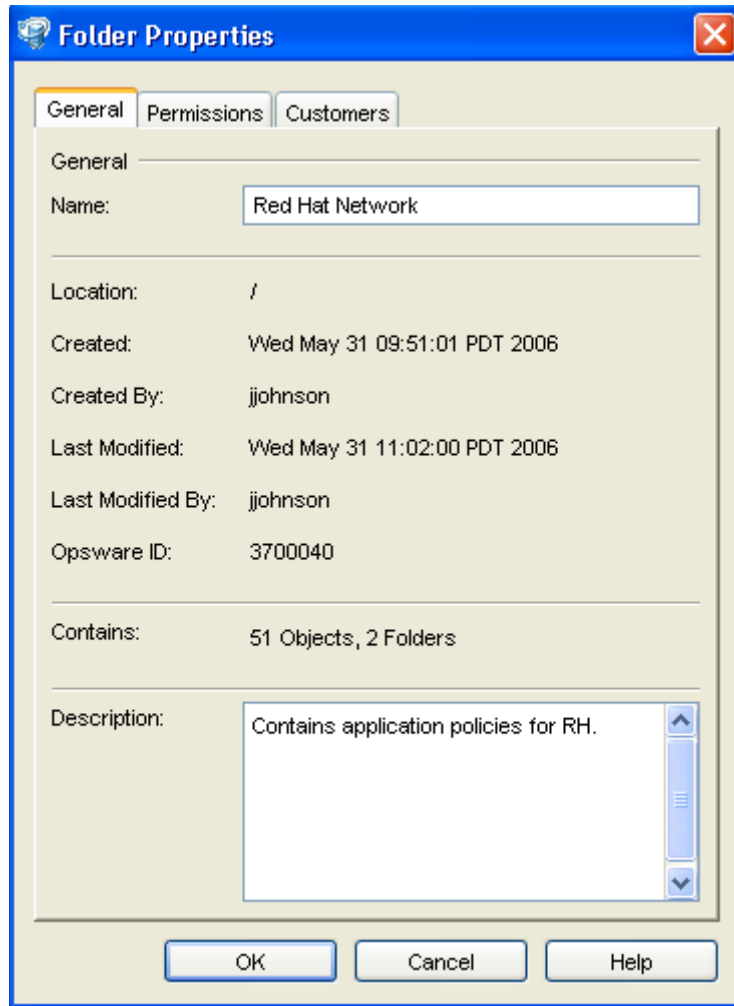 Folder Properties
General Permissions Customers
General
Name: Red Hat Network
Location: /
Created: Wed May 31 09:51:01 PDT 2006
Created By: jjohnson
Last Modified: Wed May 31 11:02:00 PDT 2006
Last Modified By: jjohnson
Opsware ID: 3700040
Contains: 51 Objects, 2 Folders
Description: Contains application policies for RH.
OK Cancel Help